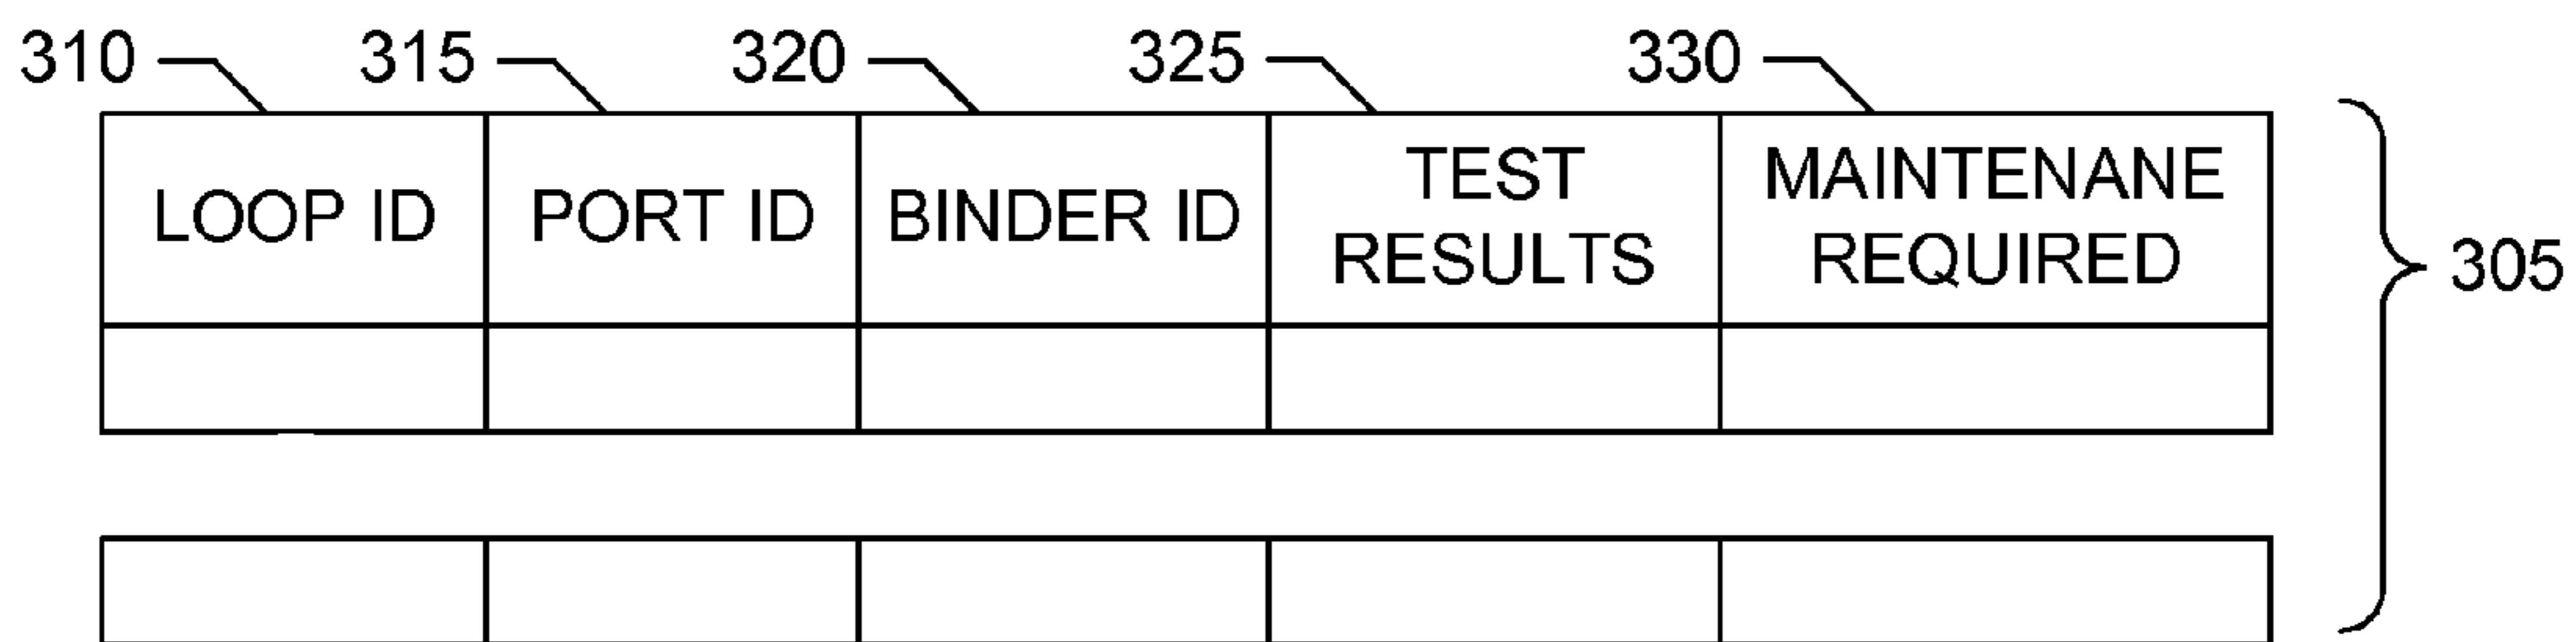 310 315 320 325 330
LOOP ID PORT ID BINDER ID TEST RESULTS MAINTENANE REQUIRED
305